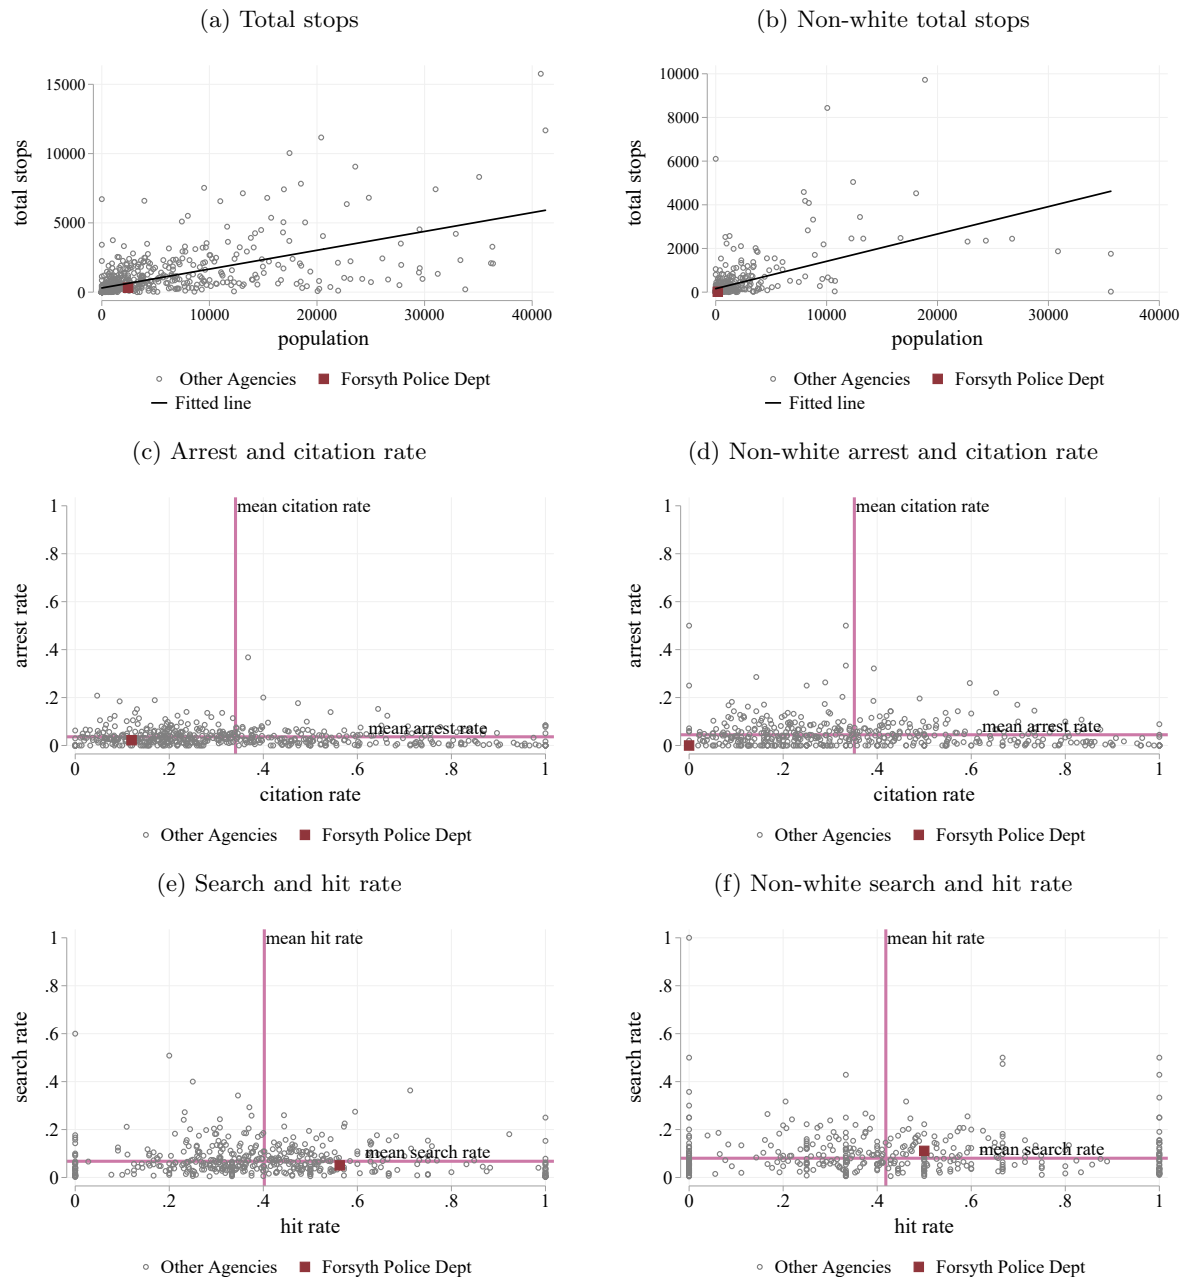 (a) Total stops
(b) Non-white total stops
total stops
15000
10000
5000
0
0
10000
20000
30000
40000
population
Other Agencies
Forsyth Police Dept
Fitted line
total stops
10000
8000
6000
4000
2000
0
0
10000
20000
30000
40000
population
Other Agencies
Forsyth Police Dept
Fitted line
(c) Arrest and citation rate
(d) Non-white arrest and citation rate
arrest rate
1
.8
.6
.4
.2
0
mean citation rate
mean arrest rate
0
.2
.4
.6
.8
1
citation rate
Other Agencies
Forsyth Police Dept
arrest rate
1
.8
.6
.4
.2
0
mean citation rate
mean arrest rate
0
.2
.4
.6
.8
1
citation rate
Other Agencies
Forsyth Police Dept
(e) Search and hit rate
(f) Non-white search and hit rate
search rate
1
.8
.6
.4
.2
0
mean hit rate
mean search rate
0
.2
.4
.6
.8
1
hit rate
Other Agencies
Forsyth Police Dept
search rate
1
.8
.6
.4
.2
0
mean hit rate
mean search rate
0
.2
.4
.6
.8
1
hit rate
Other Agencies
Forsyth Police Dept